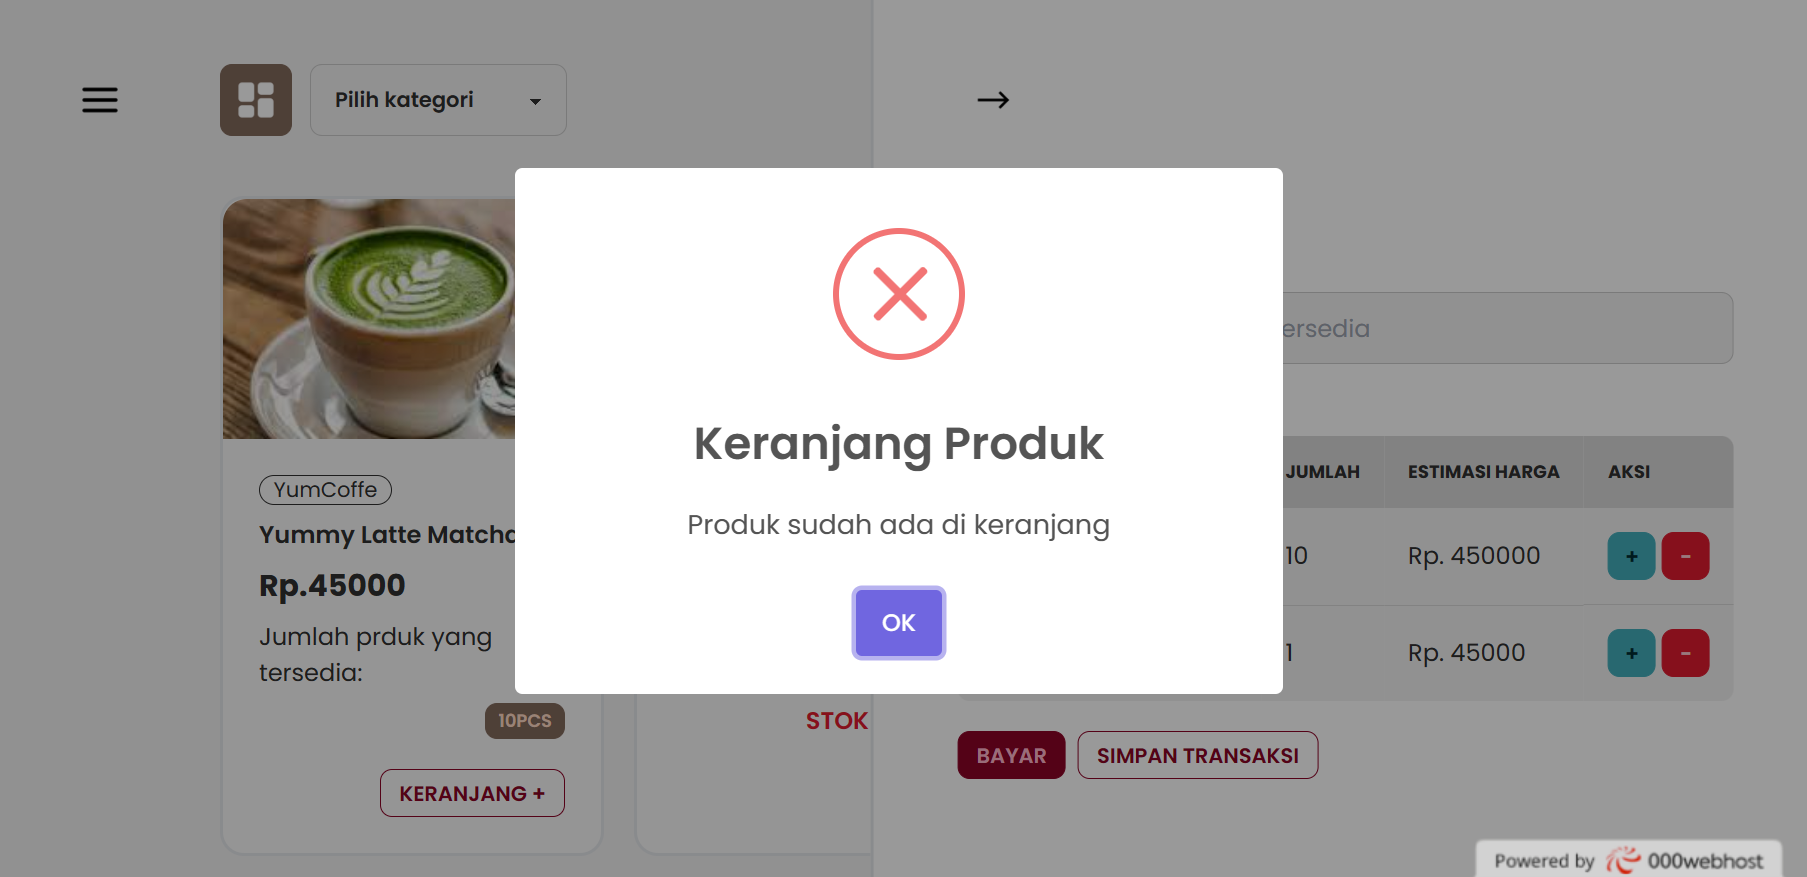 Pilih kategori
YumCoffe
Yummy Latte Matcha
Rp.45000
Jumlah prduk yang
tersedia:
10PCS
KERANJANG +
STOK
Keranjang Produk
Produk sudah ada di keranjang
OK
ersedia
JUMLAH ESTIMASI HARGA AKSI
10 Rp. 450000 + -
1 Rp. 45000 + -
BAYAR SIMPAN TRANSAKSI
Powered by 000webhost